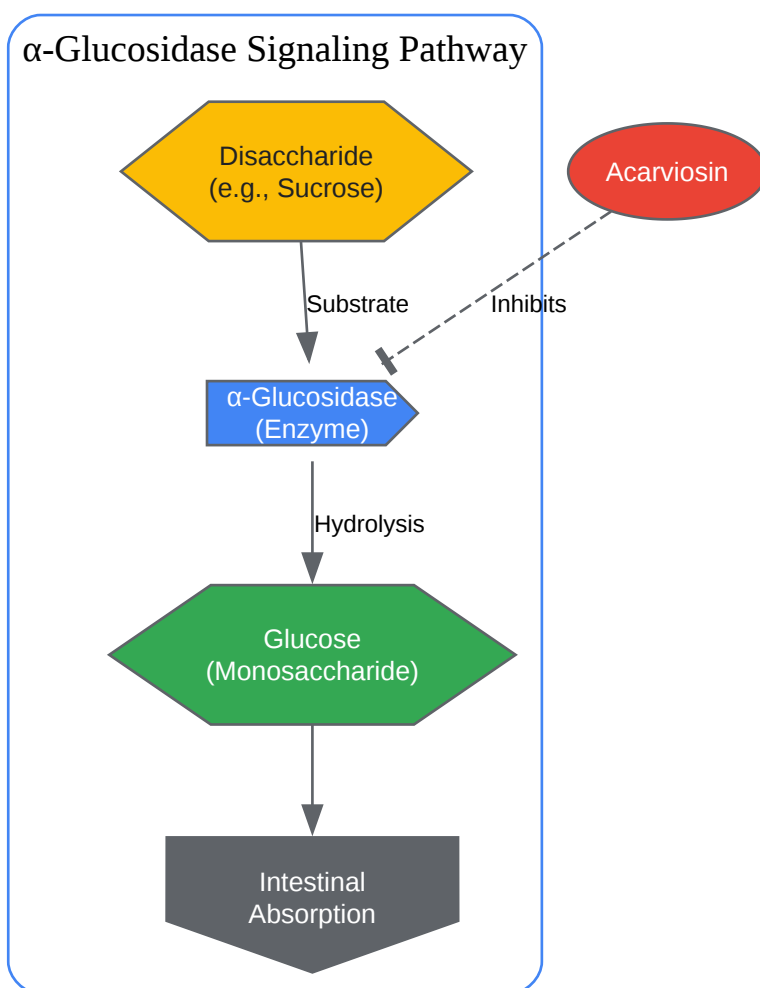 α-Glucosidase Signaling Pathway
Disaccharide
(e.g., Sucrose)
Acarviosin
Substrate
Inhibits
α-Glucosidase
(Enzyme)
Hydrolysis
Glucose
(Monosaccharide)
Intestinal
Absorption